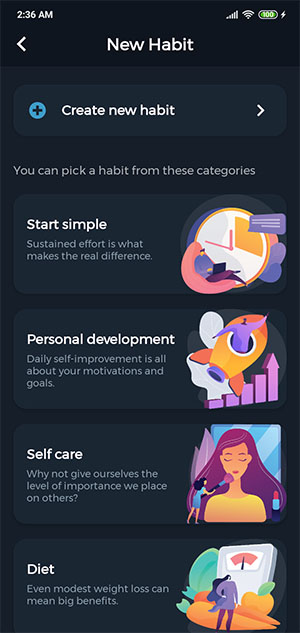 2:36 AM
100
New Habit
Create new habit
You can pick a habit from these categories
Start simple
Sustained effort is what
makes the real difference.
Personal development
Daily self-improvement is all
about your motivations and
goals.
Self care
Why not give ourselves the
level of importance we place
on others?
Diet
Even modest weight loss can
mean big benefits.